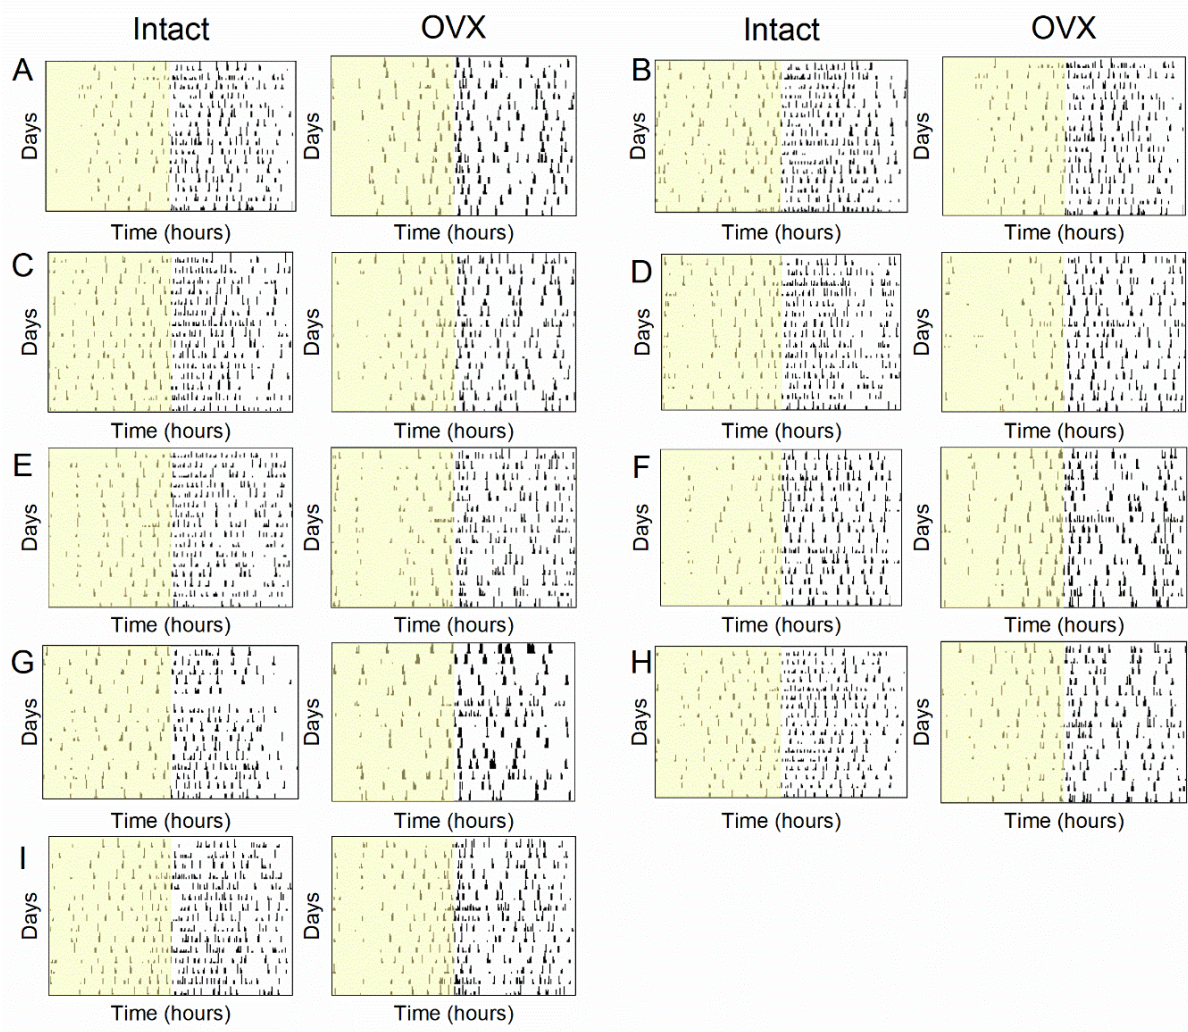 Intact OVX Intact OVX
A Days Days B Days Days
Time (hours) Time (hours) Time (hours) Time (hours)
C Days Days D Days Days
Time (hours) Time (hours) Time (hours) Time (hours)
E Days Days F Days Days
Time (hours) Time (hours) Time (hours) Time (hours)
G Days Days H Days Days
Time (hours) Time (hours) Time (hours) Time (hours)
I Days Days
Time (hours) Time (hours)